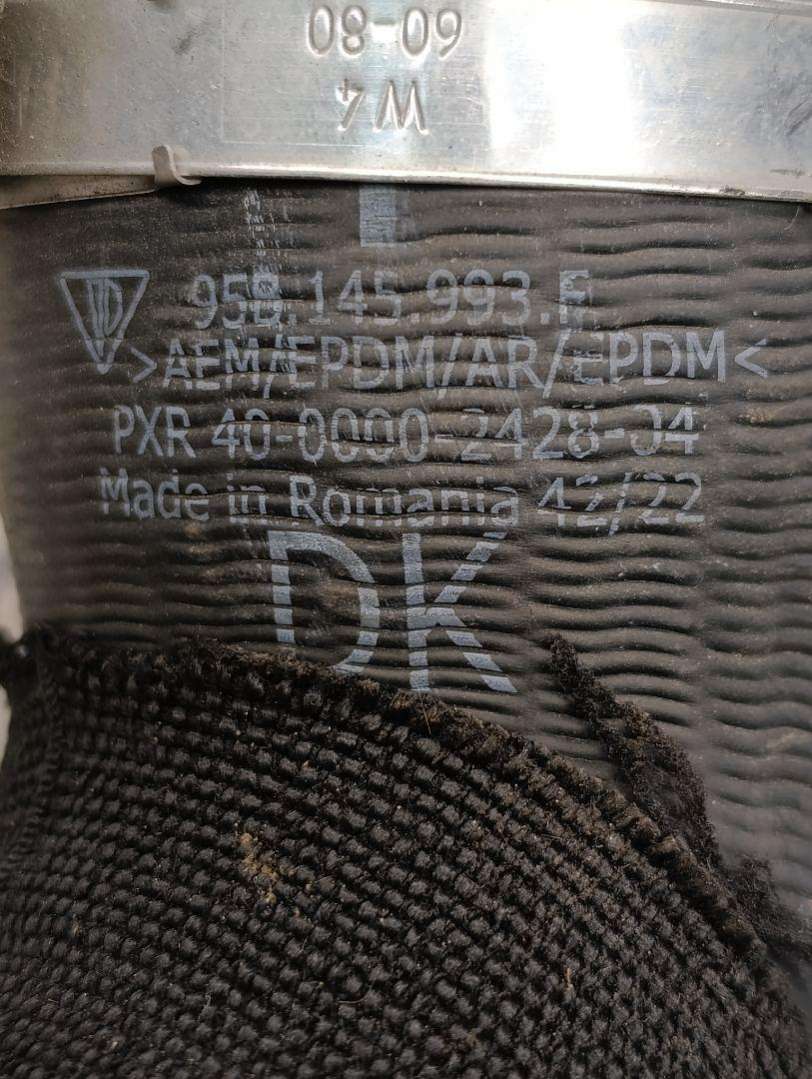 W4
60-80
95B.145.993.F
>AEM/EPDM/AR/EPDM<
PXR 40-0000-2428-04
Made in Romania 42/22
DK